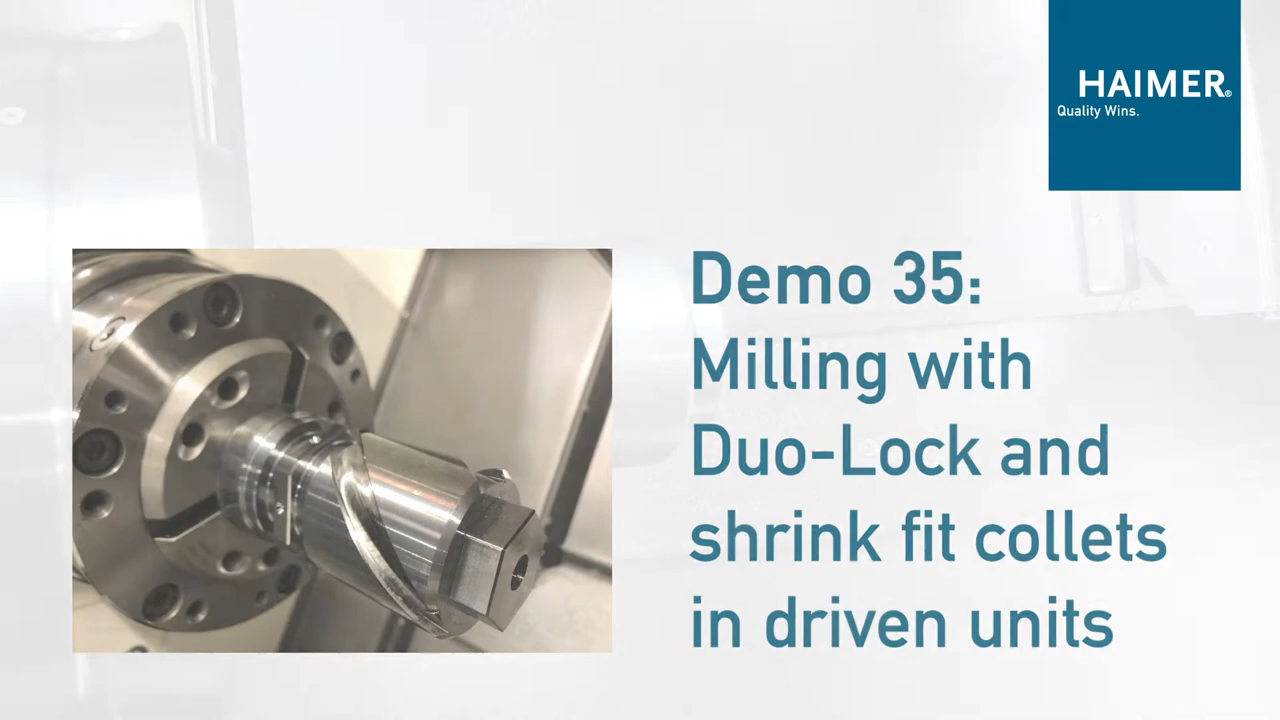 HAIMER®
Quality Wins.
Demo 35:
Milling with
Duo-Lock and
shrink fit collets
in driven units